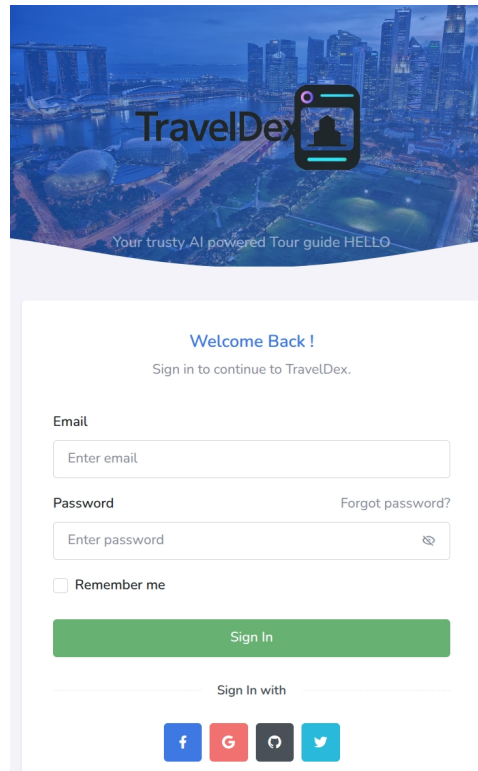 TravelDex
Your trusty AI powered Tour guide HELLO
Welcome Back !
Sign in to continue to TravelDex.
Email
Enter email
Password Forgot password?
Enter password
Remember me
Sign In
Sign In with
f G